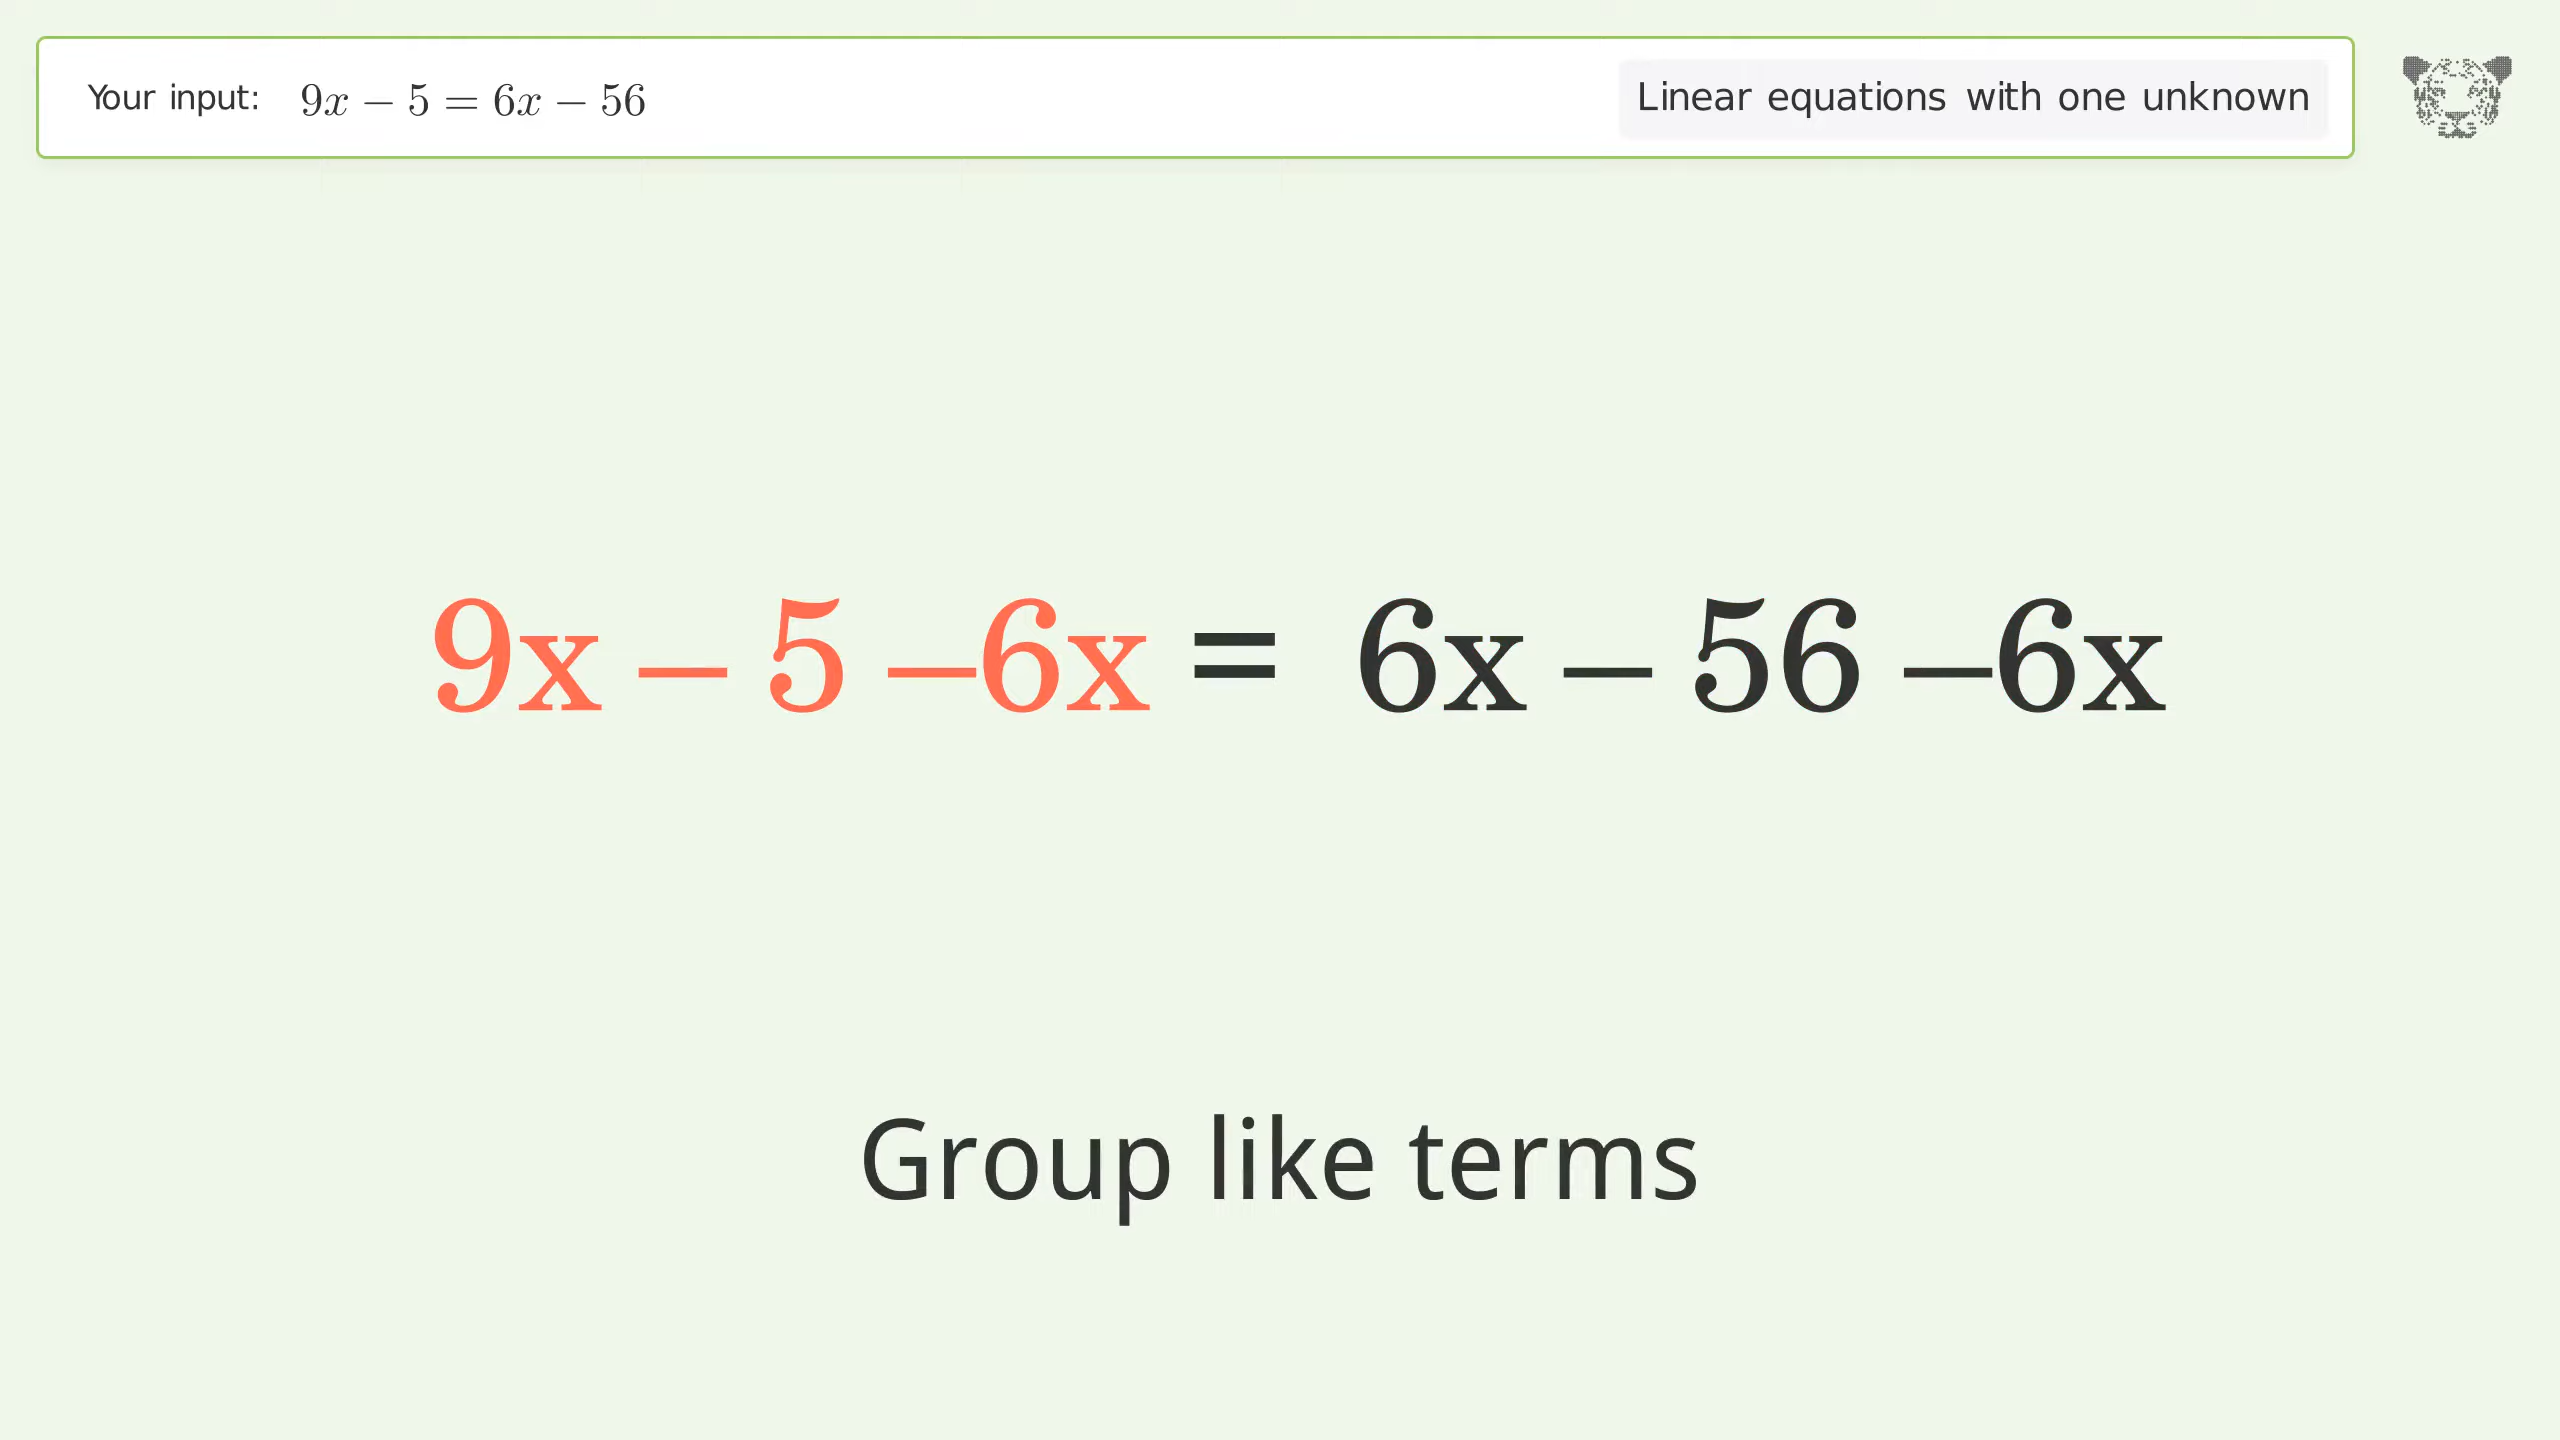 Your input: 9x − 5 = 6x − 56
Linear equations with one unknown
9x − 5 −6x = 6x − 56 −6x
Group like terms